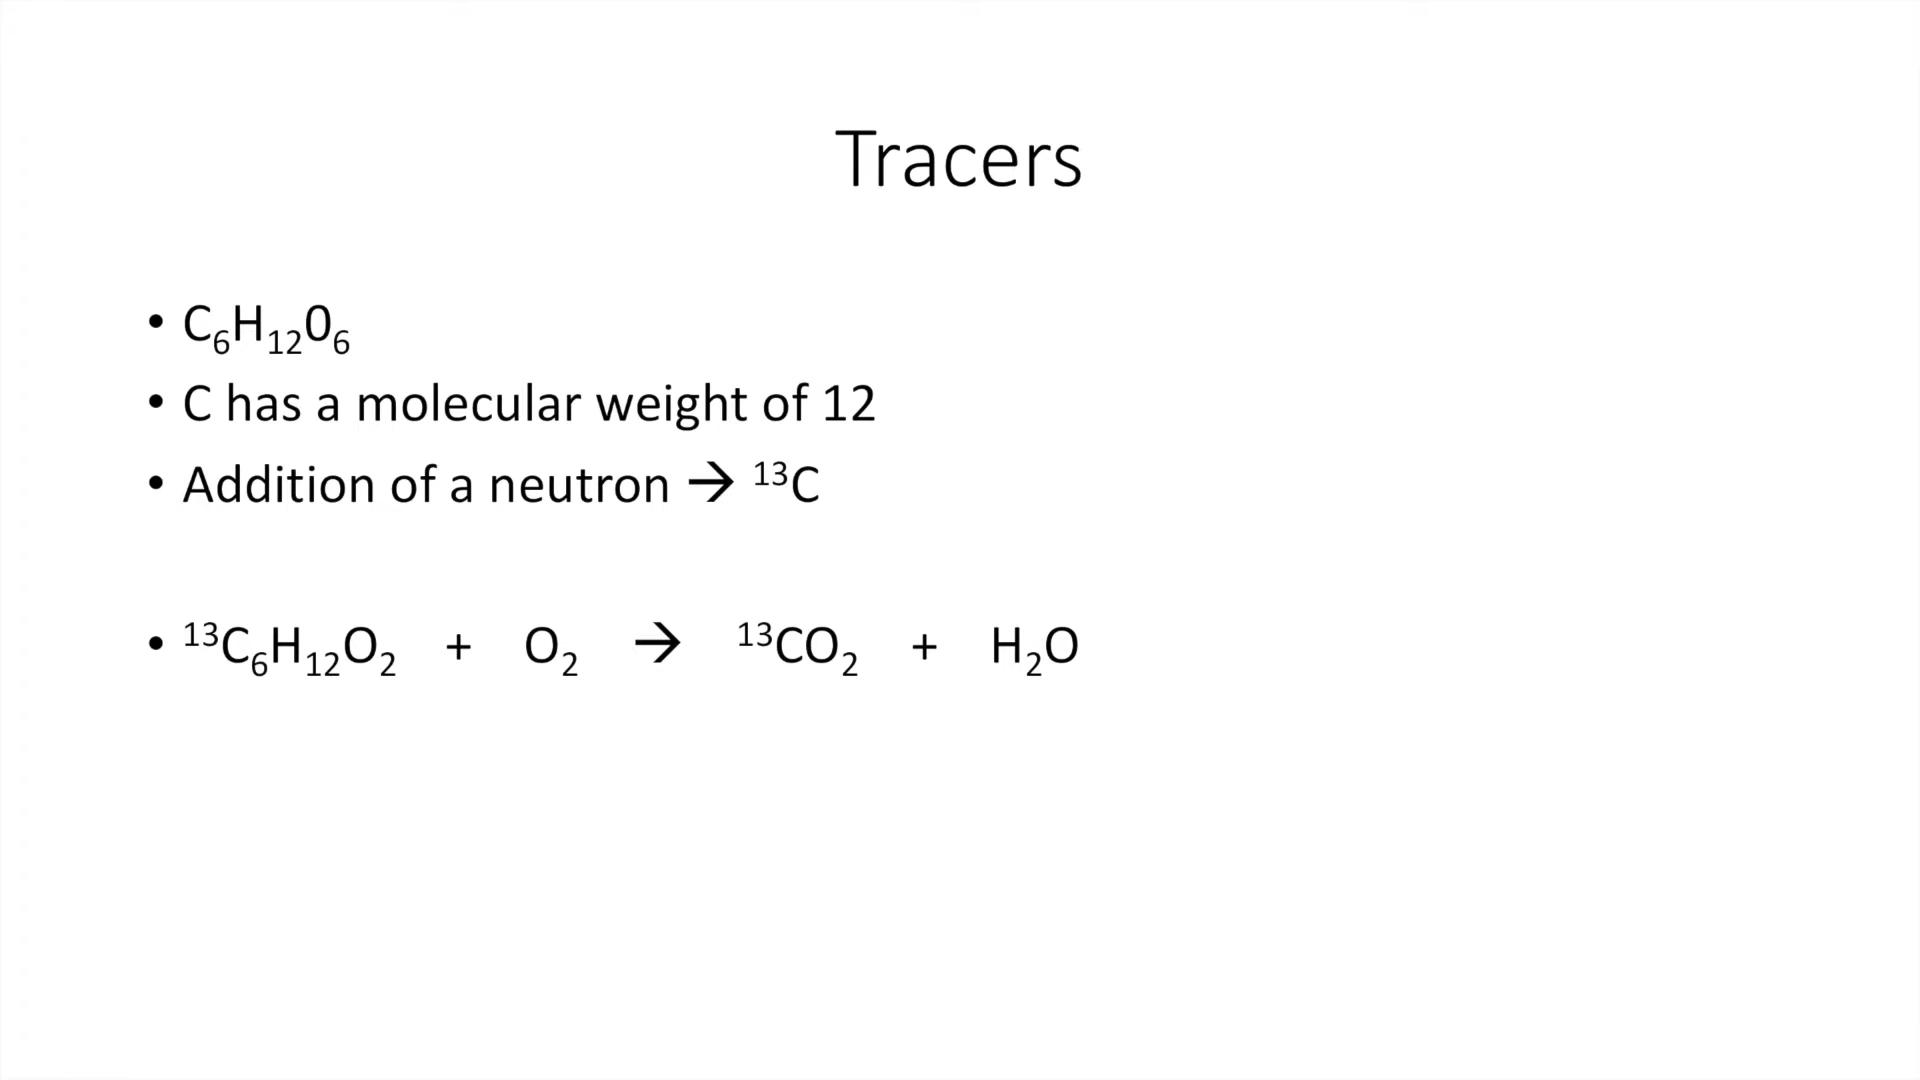 Tracers
• C₆H₁₂0₆
• C has a molecular weight of 12
• Addition of a neutron → ¹³C
• ¹³C₆H₁₂O₂ + O₂ → ¹³CO₂ + H₂O